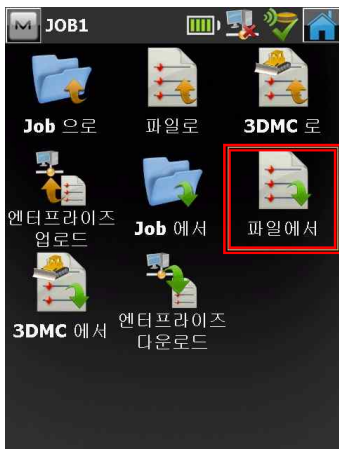 JOB1
Job 으로
파일로
3DMC 로
엔터프라이즈
업로드
Job 에서
파일에서
3DMC 에서
엔터프라이즈
다운로드